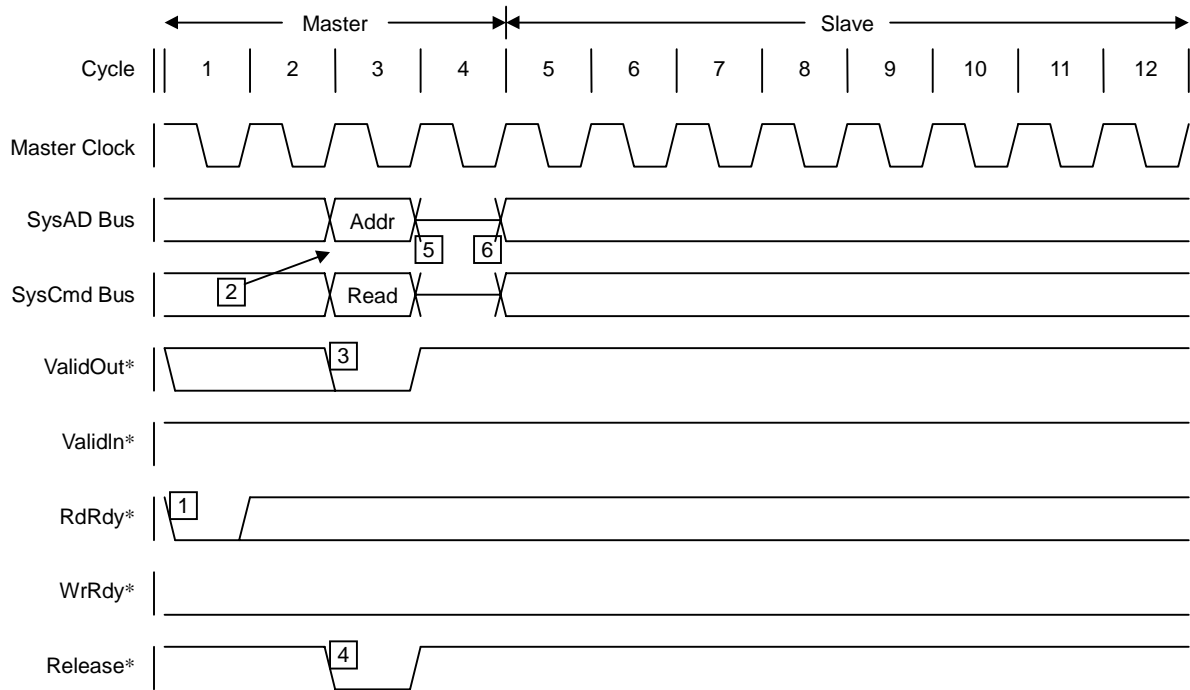 Master Slave
Cycle 1 2 3 4 5 6 7 8 9 10 11 12
Master Clock
SysAD Bus Addr
5 6
2
SysCmd Bus Read
ValidOut* 3
ValidIn*
RdRdy* 1
WrRdy*
Release* 4